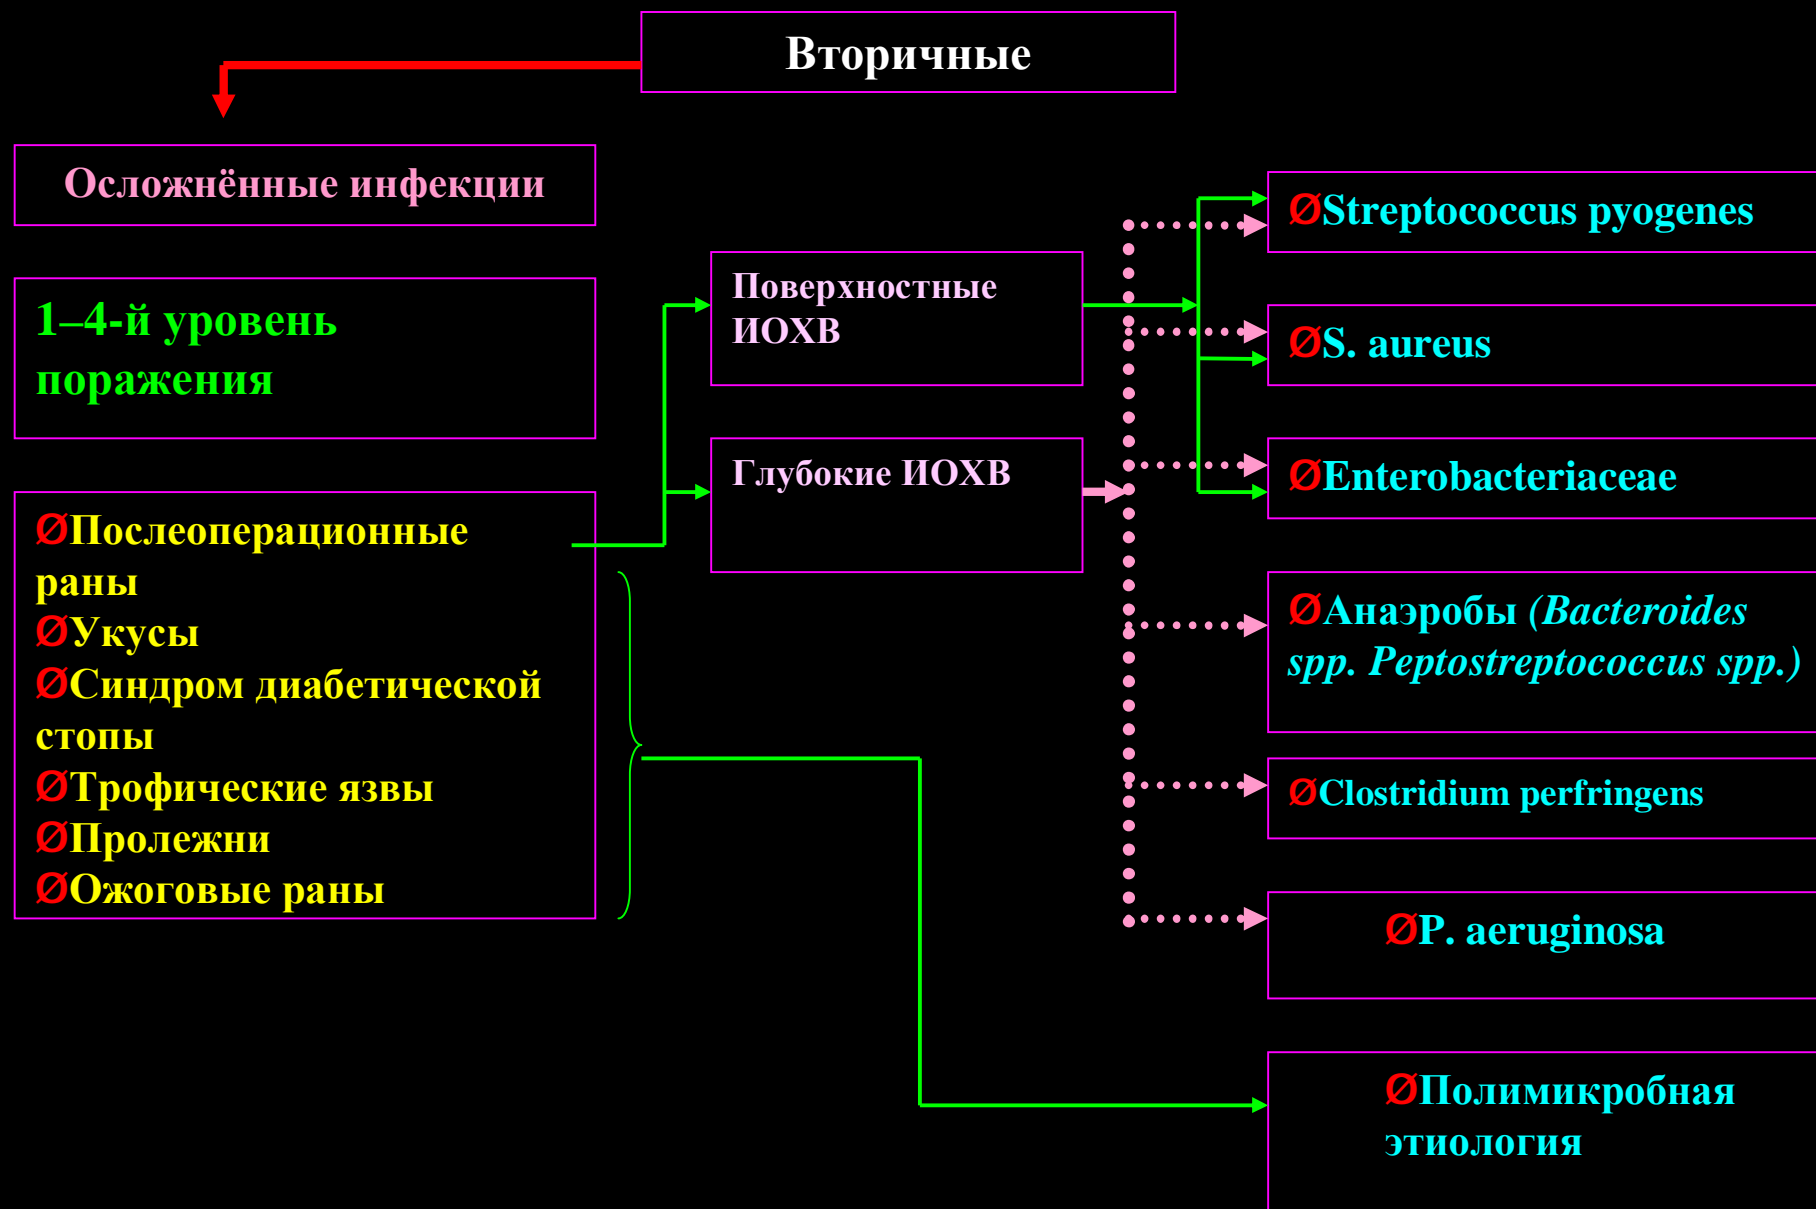 Вторичные
Осложнённые инфекции
1–4-й уровень
поражения
ØПослеоперационные
раны
ØУкусы
ØСиндром диабетической
стопы
ØТрофические язвы
ØПролежни
ØОжоговые раны
Поверхностные
ИОХВ
Глубокие ИОХВ
ØStreptococcus pyogenes
ØS. aureus
ØEnterobacteriaceae
ØАнаэробы (Bacteroides
spp. Peptostreptococcus spp.)
ØClostridium perfringens
ØP. aeruginosa
ØПолимикробная
этиология